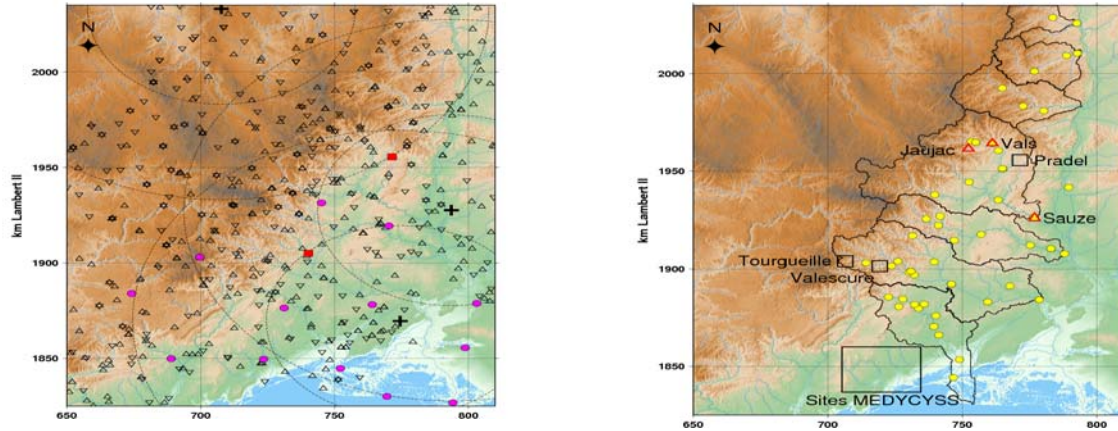 N
2000
1950
1900
1850
650 700 750 800
km Lambert II
N
2000
1950
1900
1850
650 700 750 800
km Lambert II
Jaujac
Vals
Pradel
Sauze
Tourgueille
Valescure
Sites MEDYCYSS